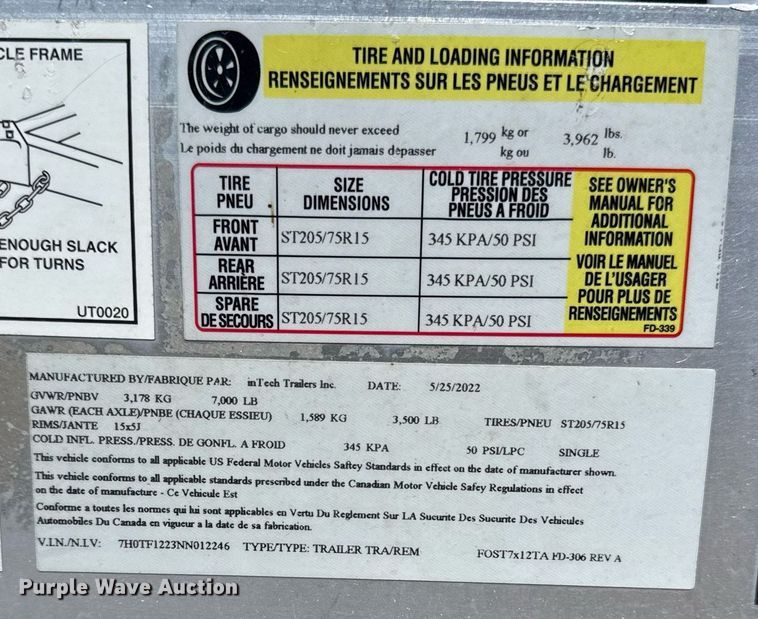 CLE FRAME
ENOUGH SLACK
FOR TURNS
UT0020
TIRE AND LOADING INFORMATION
RENSEIGNEMENTS SUR LES PNEUS ET LE CHARGEMENT
The weight of cargo should never exceed 1,799 kg or 3,962 lbs.
Le poids du chargement ne doit jamais depasser kg ou lb.
TIRE
PNEU
SIZE
DIMENSIONS
COLD TIRE PRESSURE
PRESSION DES
PNEUS A FROID
FRONT
AVANT
ST205/75R15
345 KPA/50 PSI
REAR
ARRIÈRE
ST205/75R15
345 KPA/50 PSI
SPARE
DE SECOURS
ST205/75R15
345 KPA/50 PSI
SEE OWNER'S
MANUAL FOR
ADDITIONAL
INFORMATION
VOIR LE MANUEL
DE L'USAGER
POUR PLUS DE
RENSEIGNEMENTS
FD-339
MANUFACTURED BY/FABRIQUE PAR: inTech Trailers Inc. DATE: 5/25/2022
GVWR/PNBV 3,178 KG 7,000 LB
GAWR (EACH AXLE)/PNBE (CHAQUE ESSIEU) 1,589 KG 3,500 LB TIRES/PNEU ST205/75R15
RIMS/JANTE 15x5J
COLD INFL. PRESS./PRESS. DE GONFL. A FROID 345 KPA 50 PSI/LPC SINGLE
This vehicle conforms to all applicable US Federal Motor Vehicles Saftey Standards in effect on the date of manufacturer shown.
This vehicle conforms to all applicable standards prescribed under the Canadian Motor Vehicle Safey Regulations in effect
on the date of manufacture - Ce Vehicule Est
Conforme a toutes les normes qui lui sont applicables en Vertu Du Reglement Sur LA Sucurite Des Sucurite Des Vehicules
Automobiles Du Canada en vigueur a la date de sa fabrication.
V.I.N./N.I.V: 7H0TF1223NN012246 TYPE/TYPE: TRAILER TRA/REM FOST7x12TA FD-306 REV A
Purple Wave Auction